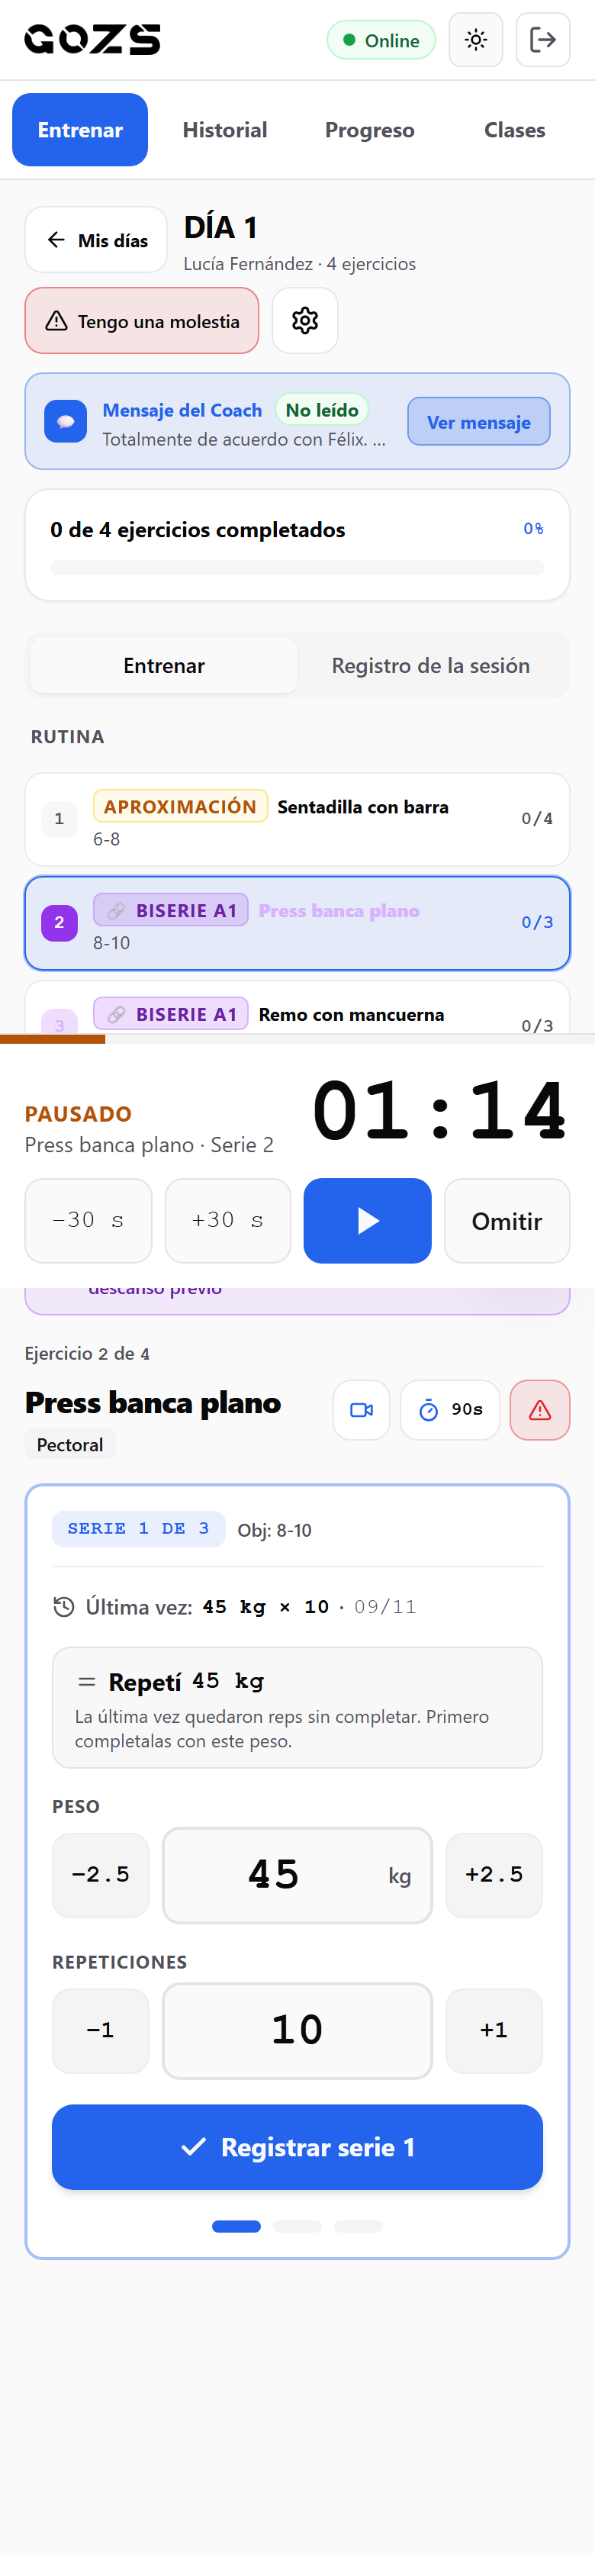 GOZS
Online
Entrenar
Historial
Progreso
Clases
Mis días
DÍA 1
Lucía Fernández · 4 ejercicios
Tengo una molestia
Mensaje del Coach
No leído
Totalmente de acuerdo con Félix. ...
Ver mensaje
0 de 4 ejercicios completados
0%
Entrenar
Registro de la sesión
RUTINA
1
APROXIMACIÓN Sentadilla con barra
6-8
0/4
2
BISERIE A1 Press banca plano
8-10
0/3
3
BISERIE A1 Remo con mancuerna
0/3
PAUSADO
Press banca plano · Serie 2
01:14
−30 s
+30 s
Omitir
descanso previo
Ejercicio 2 de 4
Press banca plano
90s
Pectoral
SERIE 1 DE 3
Obj: 8-10
Última vez: 45 kg × 10 · 09/11
= Repetí 45 kg
La última vez quedaron reps sin completar. Primero
completalas con este peso.
PESO
−2.5
45
kg
+2.5
REPETICIONES
−1
10
+1
Registrar serie 1